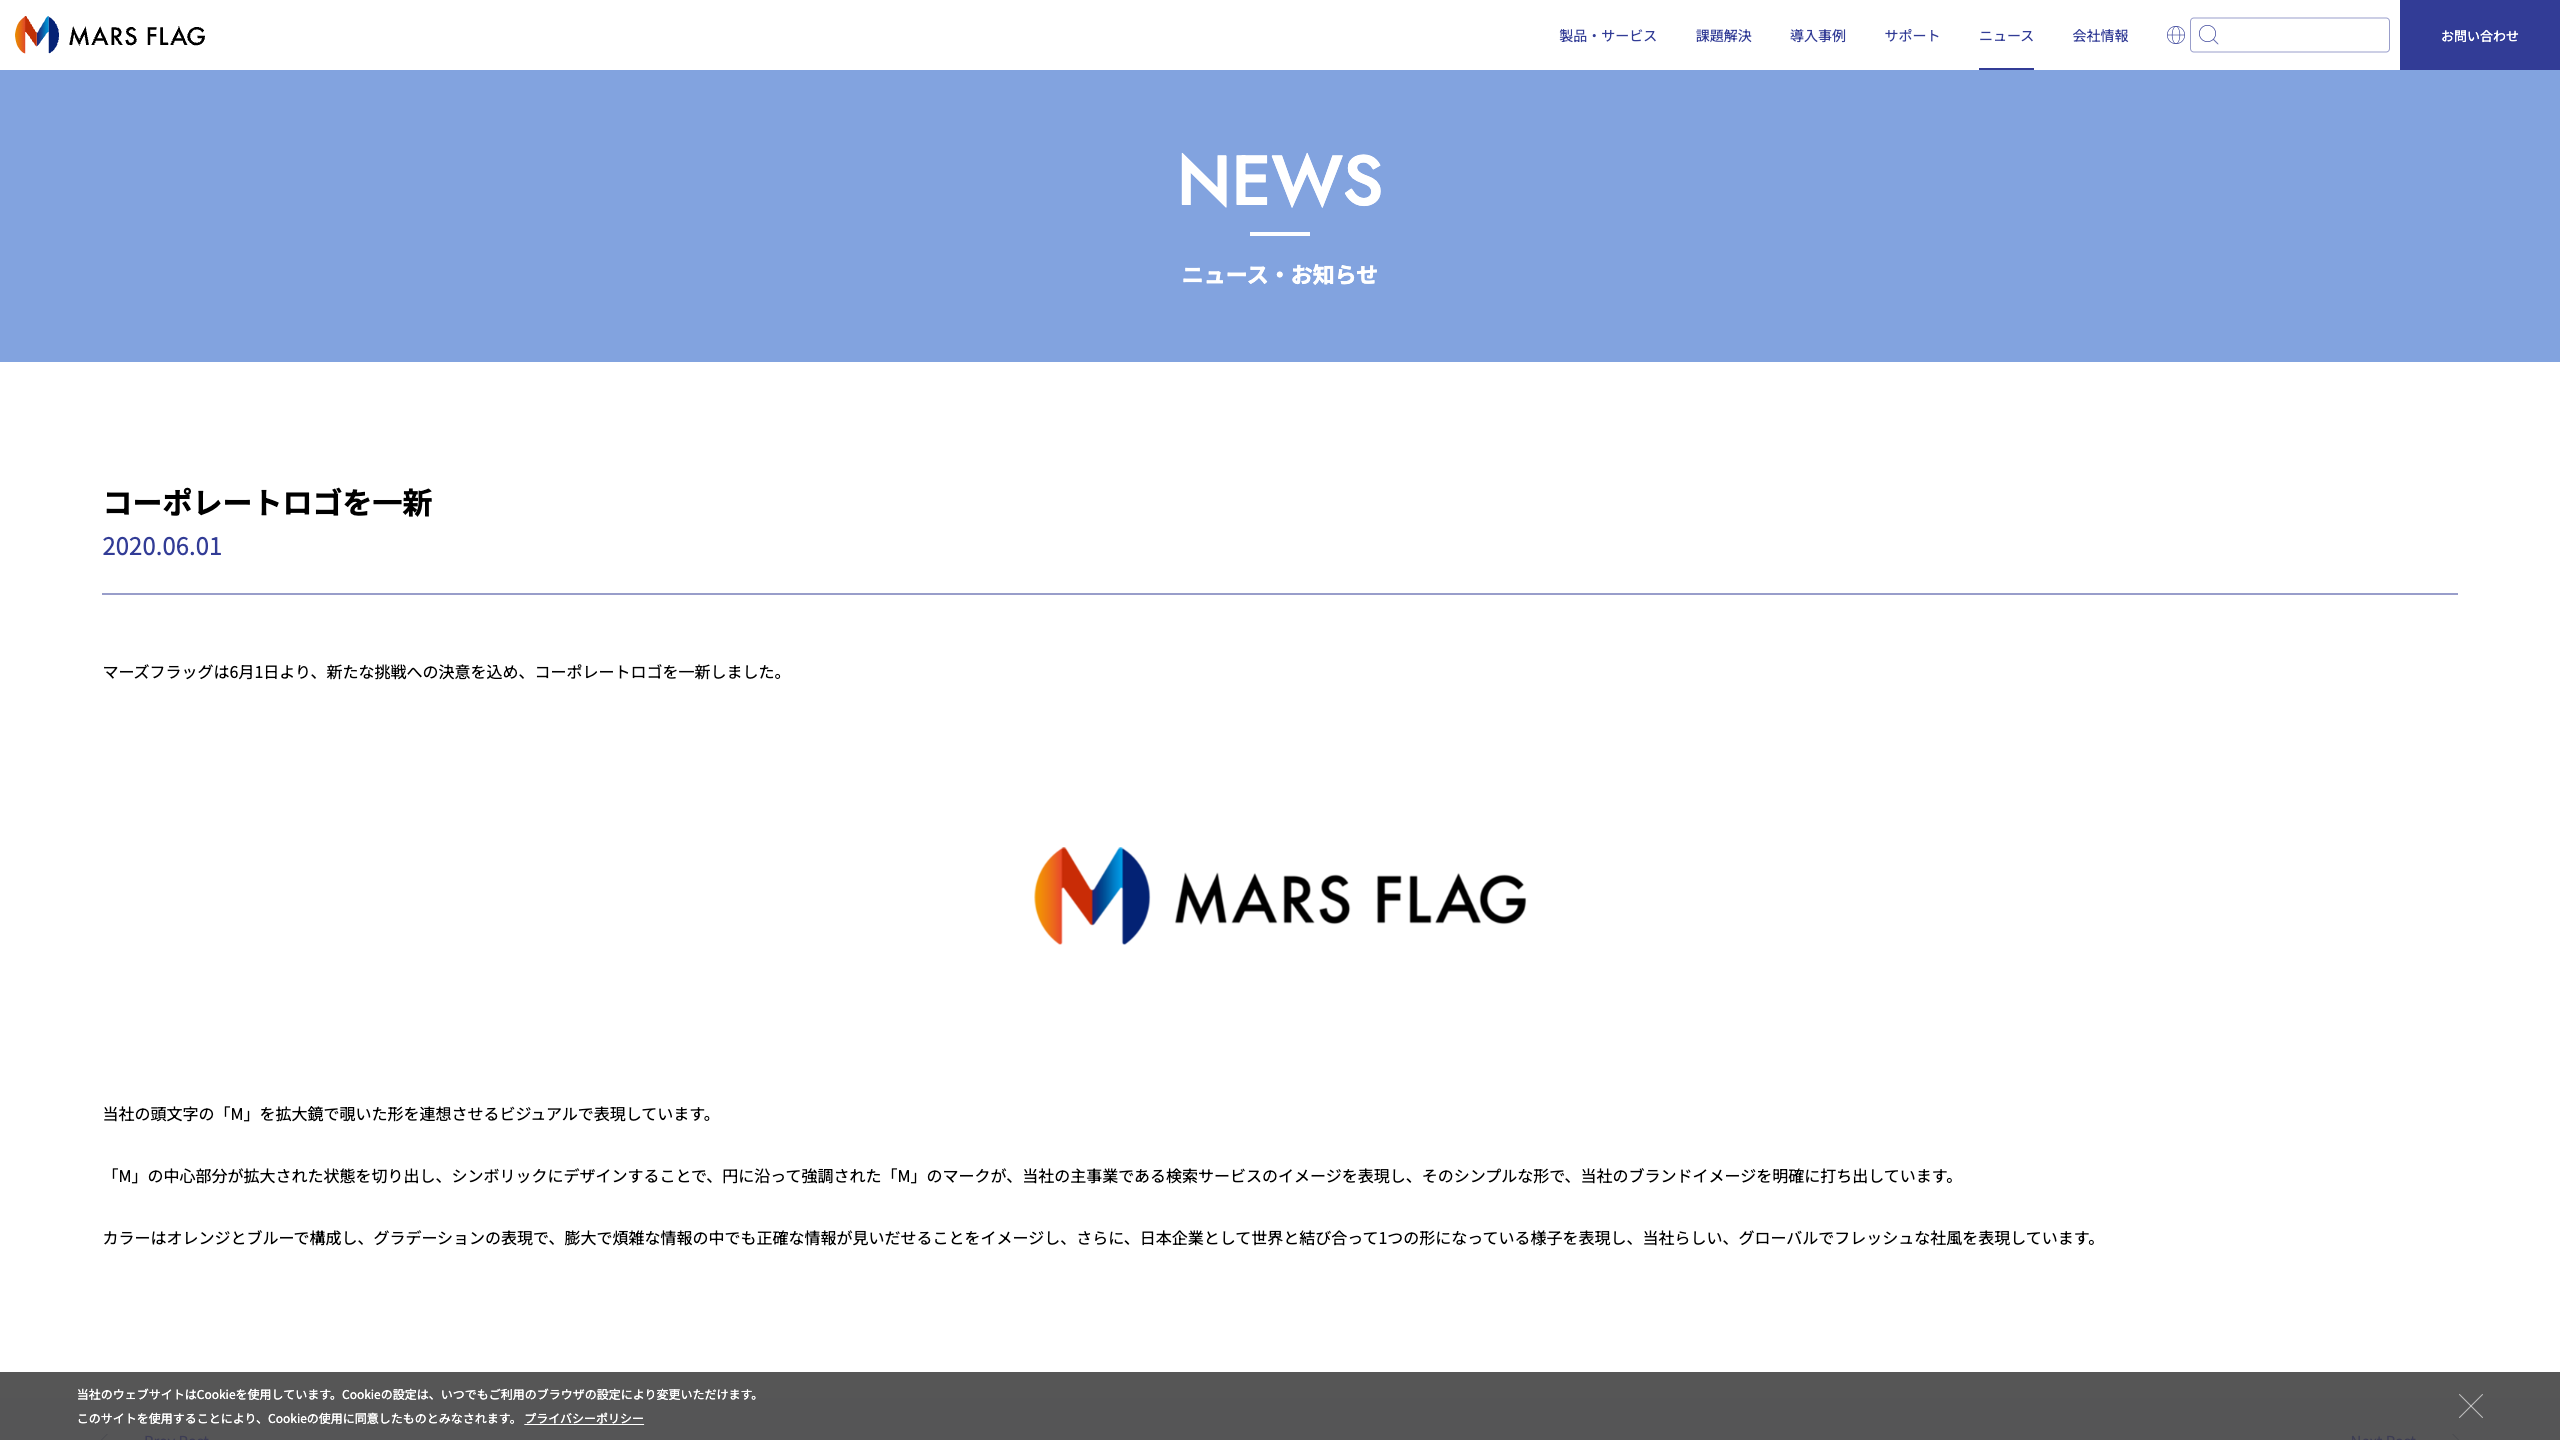 MARS FLAG
製品・サービス 課題解決 導入事例 サポート ニュース 会社情報 お問い合わせ
NEWS
ニュース・お知らせ
コーポレートロゴを一新
2020.06.01
マーズフラッグは6月1日より、新たな挑戦への決意を込め、コーポレートロゴを一新しました。
MARS FLAG
当社の頭文字の「M」を拡大鏡で覗いた形を連想させるビジュアルで表現しています。
「M」の中心部分が拡大された状態を切り出し、シンボリックにデザインすることで、円に沿って強調された「M」のマークが、当社の主事業である検索サービスのイメージを表現し、そのシンプルな形で、当社のブランドイメージを明確に打ち出しています。
カラーはオレンジとブルーで構成し、グラデーションの表現で、膨大で煩雑な情報の中でも正確な情報が見いだせることをイメージし、さらに、日本企業として世界と結び合って1つの形になっている様子を表現し、当社らしい、グローバルでフレッシュな社風を表現しています。
当社のウェブサイトはCookieを使用しています。Cookieの設定は、いつでもご利用のブラウザの設定により変更いただけます。
このサイトを使用することにより、Cookieの使用に同意したものとみなされます。 プライバシーポリシー